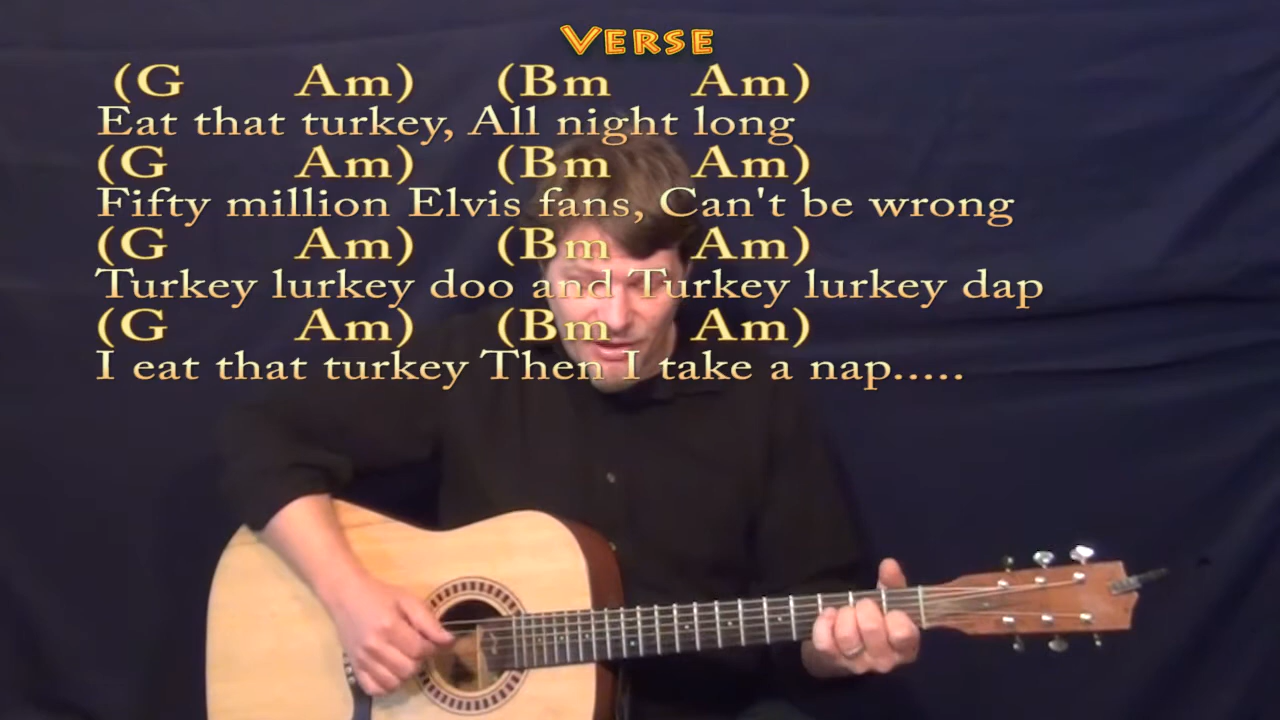 VERSE
(G Am) (Bm Am)
Eat that turkey, All night long
(G Am) (Bm Am)
Fifty million Elvis fans, Can't be wrong
(G Am) (Bm Am)
Turkey lurkey doo and Turkey lurkey dap
(G Am) (Bm Am)
I eat that turkey Then I take a nap.....